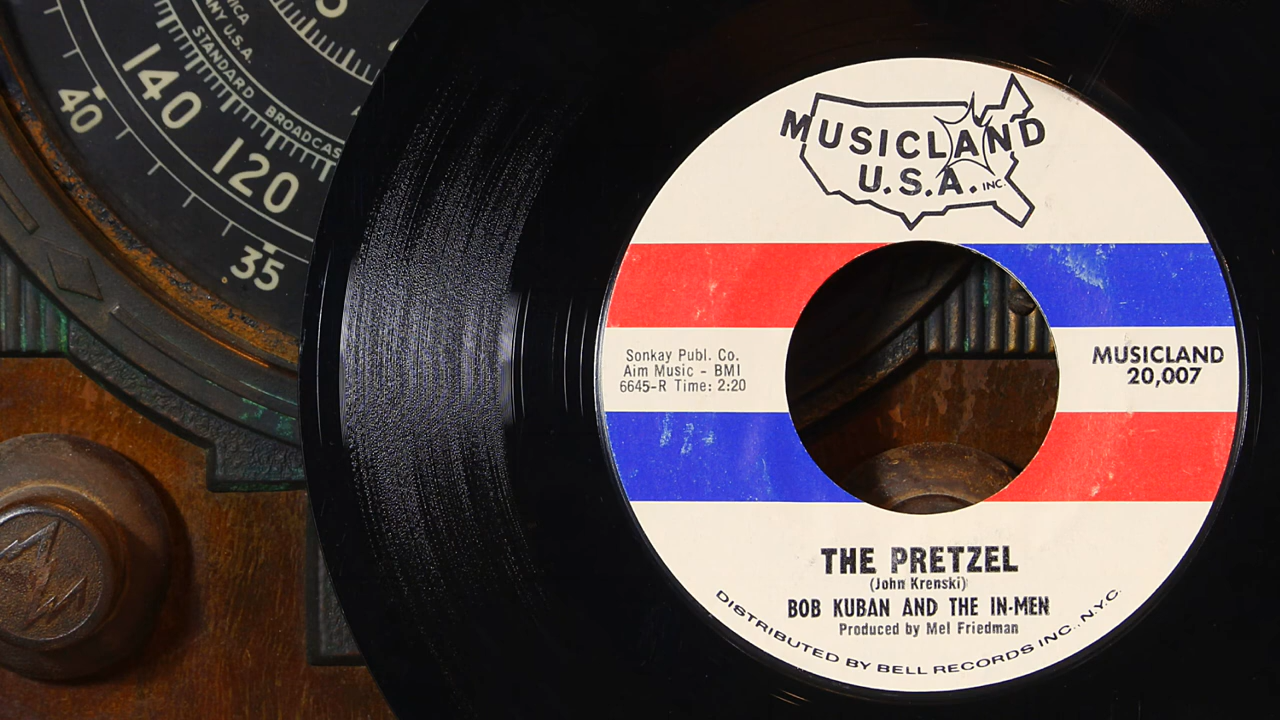 U.S.A.
STANDARD BROADCAS
140
120
40
35
MUSICLAND
U.S.A. INC.
Sonkay Publ. Co.
Aim Music - BMI
6645-R Time: 2:20
MUSICLAND
20,007
THE PRETZEL
(John Krenski)
BOB KUBAN AND THE IN-MEN
Produced by Mel Friedman
DISTRIBUTED BY BELL RECORDS INC., N.Y.C.